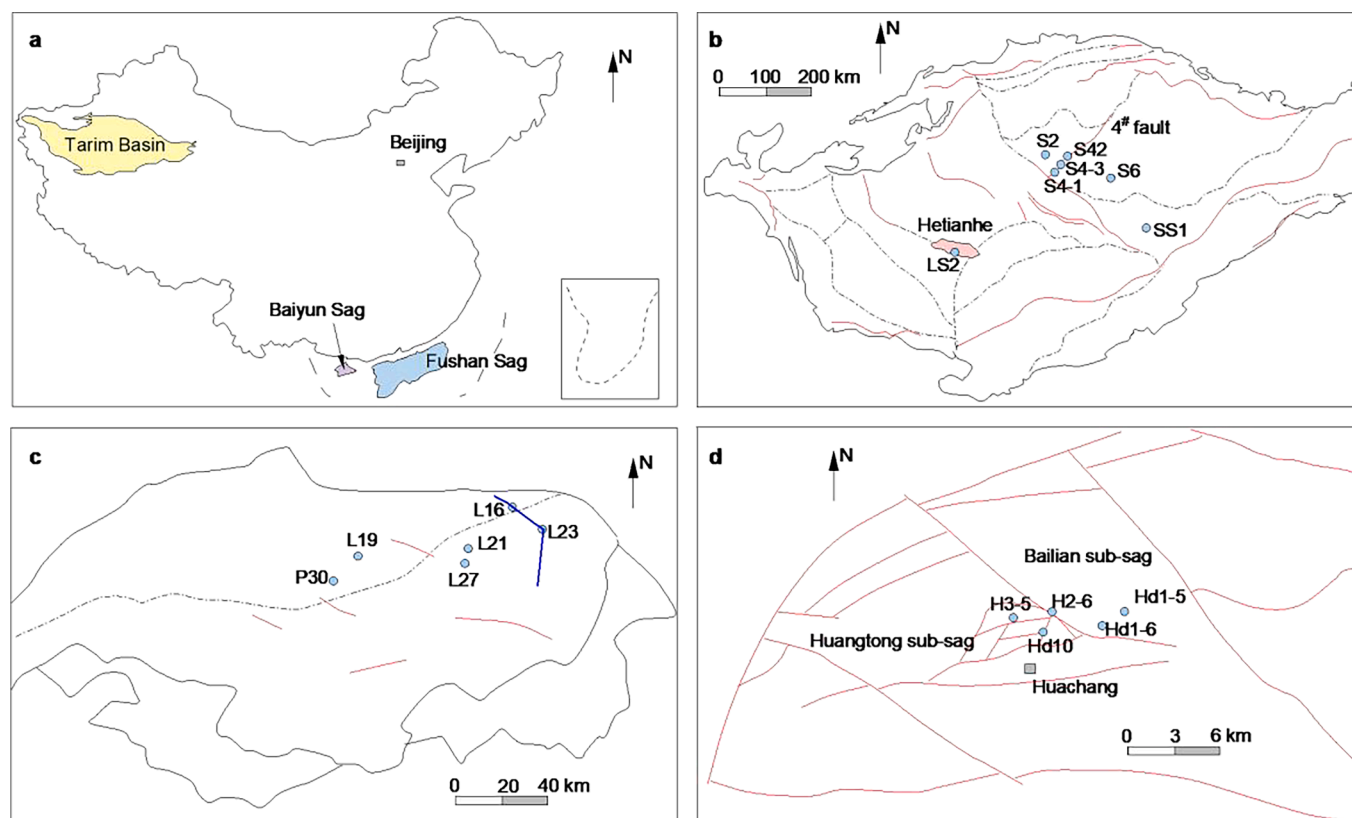 a
N
Tarim Basin
Beijing
Baiyun Sag
Fushan Sag
b
N
0 100 200 km
4# fault
S2
S42
S4-3
S4-1
S6
SS1
Hetianhe
LS2
c
N
L16
L23
L19
L21
L27
P30
0 20 40 km
d
N
Bailian sub-sag
H3-5
H2-6
Hd1-5
Hd1-6
Huangtong sub-sag
Hd10
Huachang
0 3 6 km